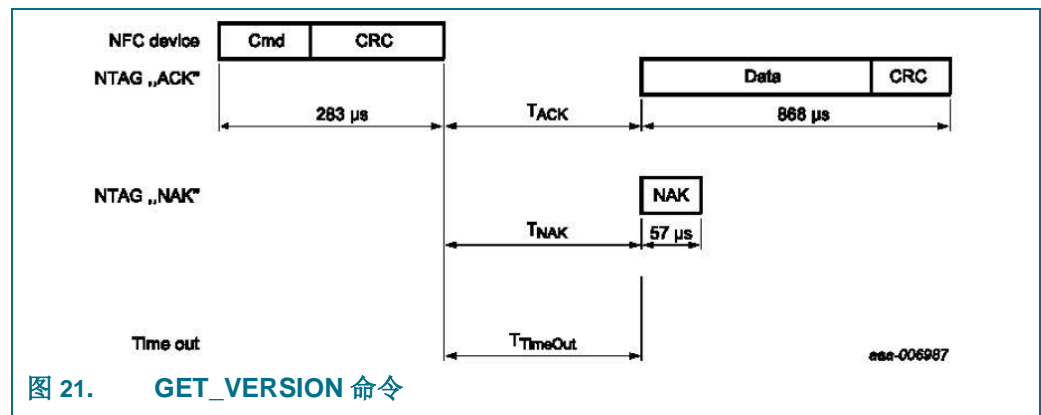 NFC device Cmd CRC
NTAG „ACK" Data CRC
283 µs TACK 868 µs
NTAG „NAK" NAK
TNAK 57 µs
Time out TTimeOut aaa-006987
图 21. GET_VERSION 命令